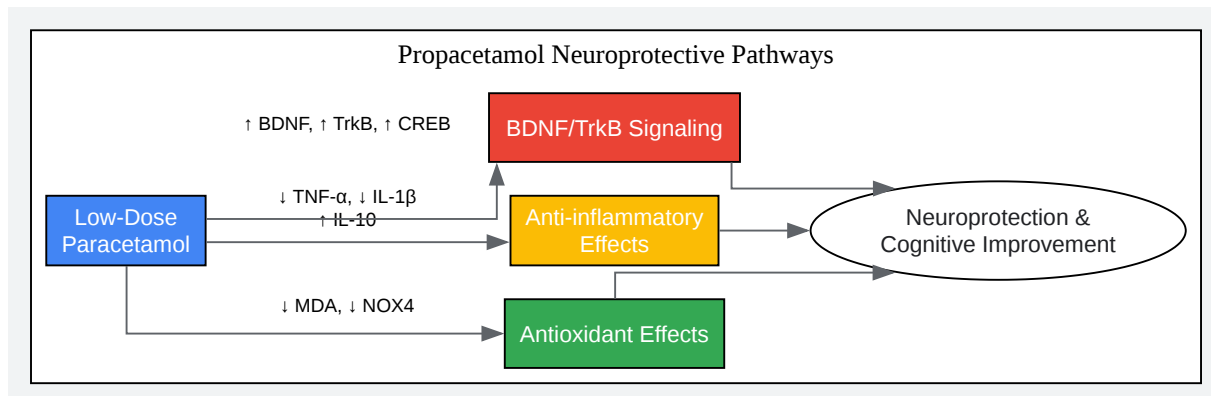 Propacetamol Neuroprotective Pathways
↑ BDNF, ↑ TrkB, ↑ CREB
BDNF/TrkB Signaling
Low-Dose
Paracetamol
↓ TNF-α, ↓ IL-1β
↑ IL-10
Anti-inflammatory
Effects
Neuroprotection &
Cognitive Improvement
↓ MDA, ↓ NOX4
Antioxidant Effects